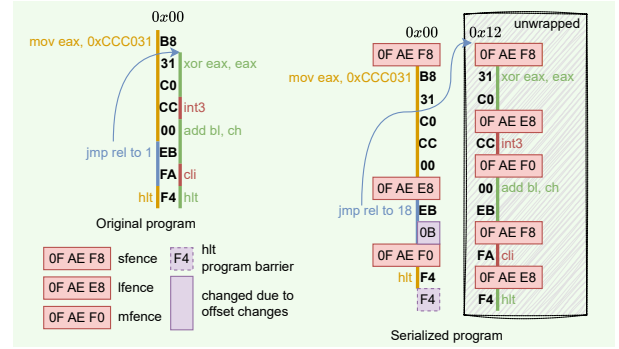 0x00
mov eax, 0xCCC031
B8
31
xor eax, eax
C0
CC
int3
00
add bl, ch
jmp rel to 1
EB
FA
cli
hlt
F4
hlt
Original program
0F AE F8
sfence
F4
hlt
program barrier
0F AE E8
lfence
changed due to
offset changes
0F AE F0
mfence
0x00
0F AE F8
mov eax, 0xCCC031
B8
31
C0
CC
00
0F AE E8
jmp rel to 18
EB
0B
0F AE F0
hlt
F4
F4
unwrapped
0x12
0F AE F8
31
xor eax, eax
C0
0F AE E8
CC
int3
0F AE F0
00
add bl, ch
EB
0F AE F8
FA
cli
0F AE E8
F4
hlt
Serialized program